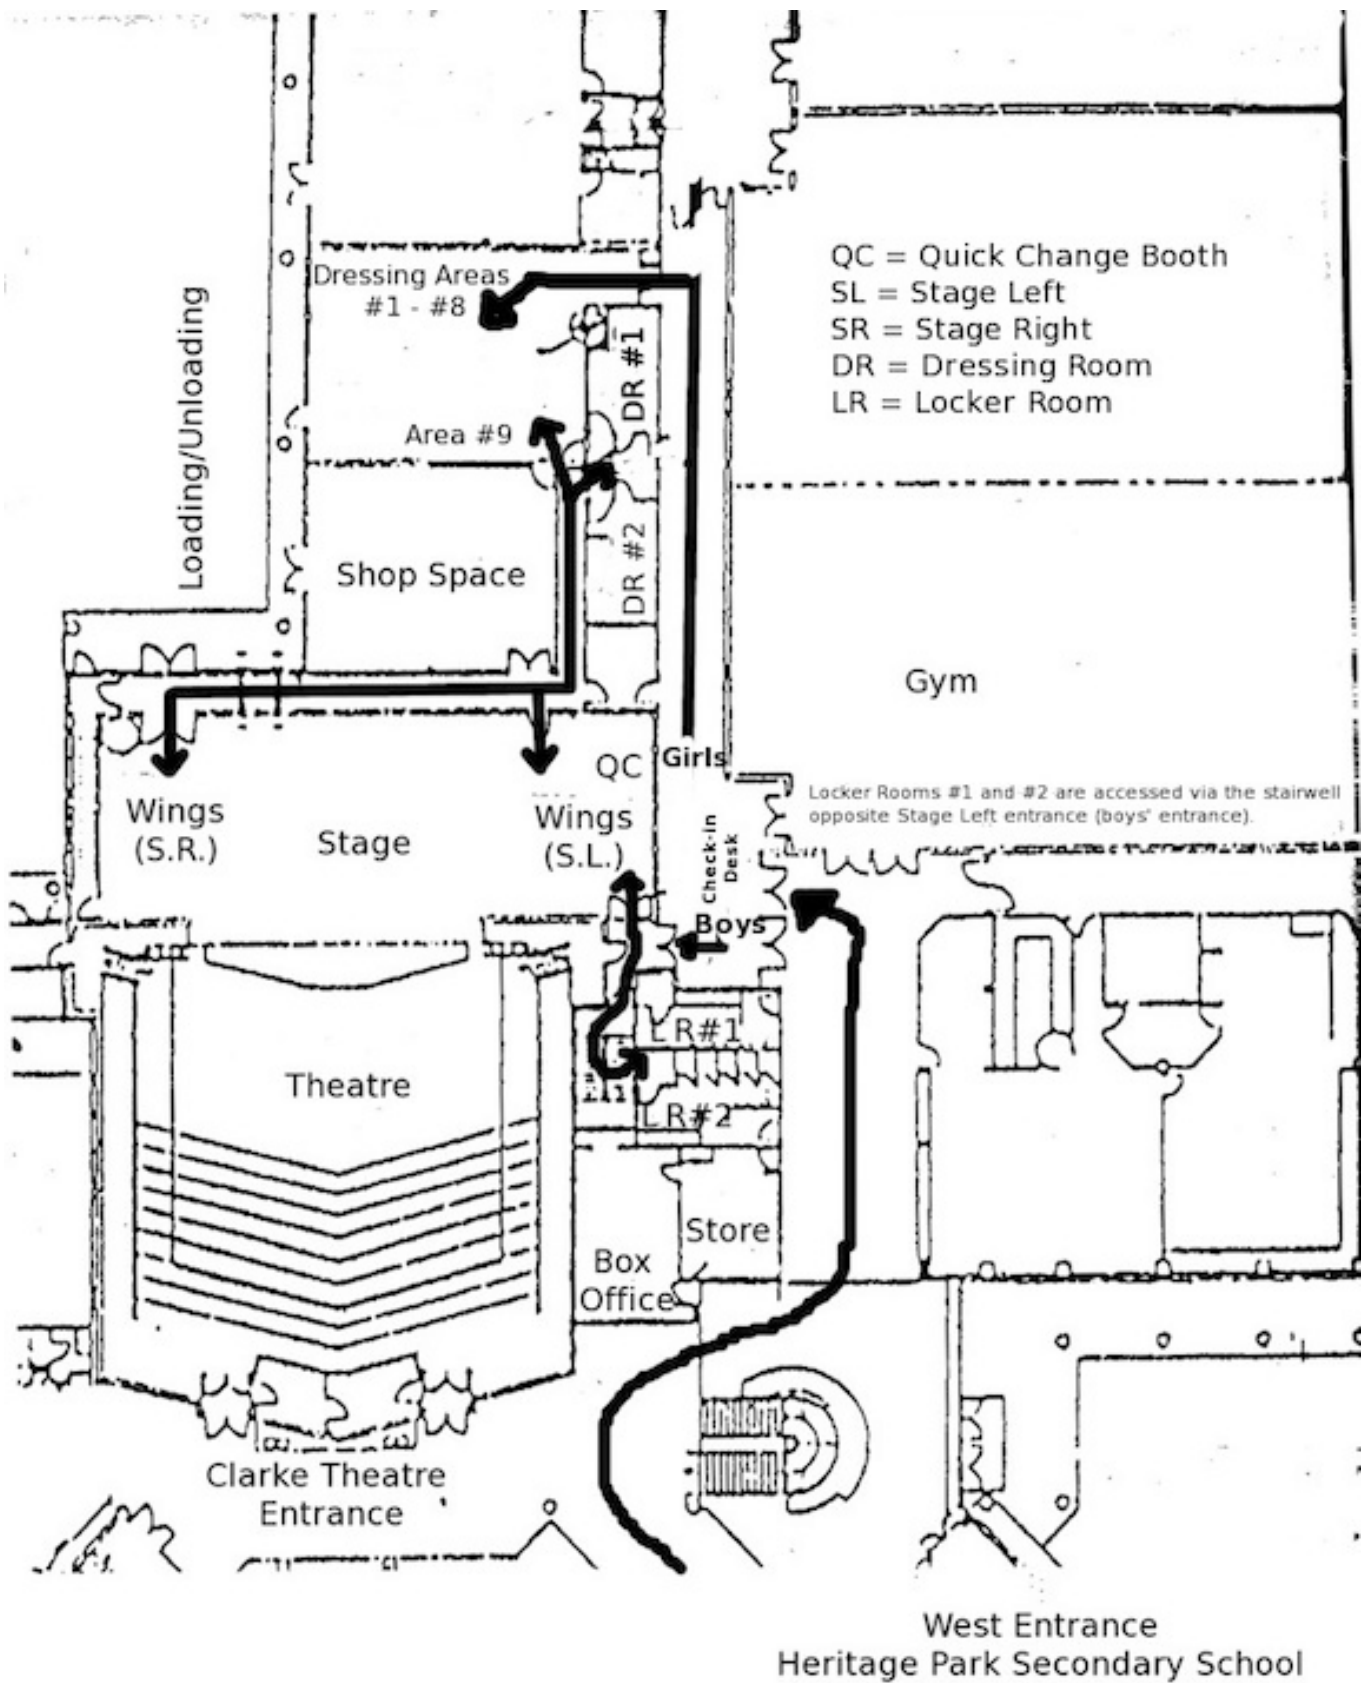 QC = Quick Change Booth
SL = Stage Left
SR = Stage Right
DR = Dressing Room
LR = Locker Room
Dressing Areas
#1 - #8
DR #1
Loading/Unloading
Area #9
DR #2
Shop Space
Gym
Girls
QC
Locker Rooms #1 and #2 are accessed via the stairwell
opposite Stage Left entrance (boys' entrance).
Wings
(S.R.)
Stage
Wings
(S.L.)
Check-in
Desk
Boys
LR#1
Theatre
LR#2
Store
Box
Office
Clarke Theatre
Entrance
West Entrance
Heritage Park Secondary School